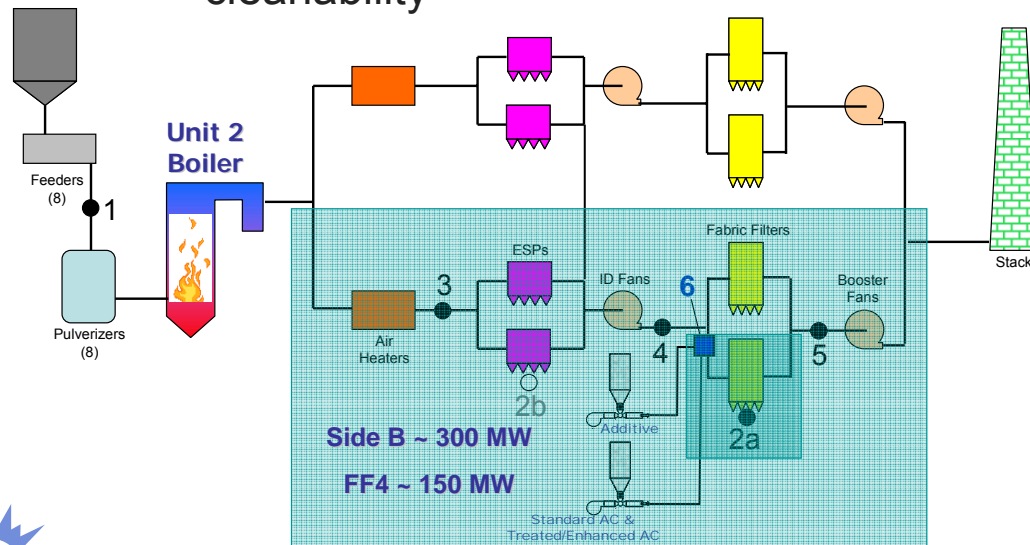 cleanability
Unit 2
Boiler
Feeders
(8)
1
Pulverizers
(8)
Stack
ESPs
Fabric Filters
ID Fans
Booster
Fans
3
6
4
5
Air
Heaters
2b
2a
Additive
Side B ~ 300 MW
FF4 ~ 150 MW
Standard AC &
Treated/Enhanced AC